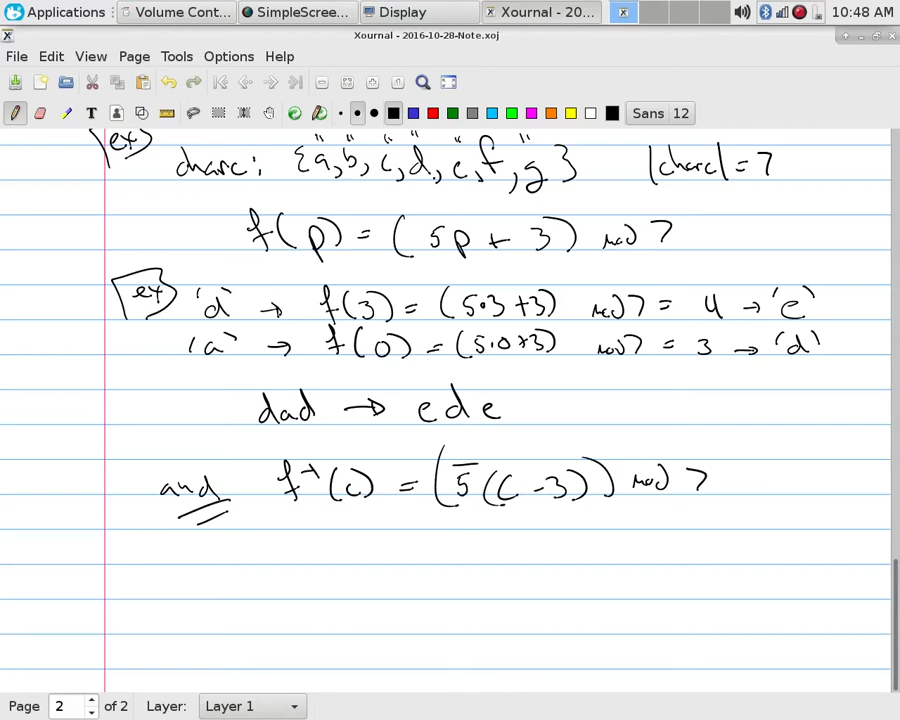 Applications Volume Cont... SimpleScree... Display Xournal - 20... 10:48 AM
Xournal - 2016-10-28-Note.xoj
File Edit View Page Tools Options Help
Sans 12
ex
charc: {a, b, c, d, e, f, g} |charc| = 7
f(p) = (5p + 3) mod 7
ex 'd' → f(3) = (5·3+3) mod 7 = 4 → 'e'
'a' → f(0) = (5·0+3) mod 7 = 3 → 'd'
dad → ede
and f⁻¹(c) = (5̅(c - 3)) mod 7
Page 2 of 2 Layer: Layer 1